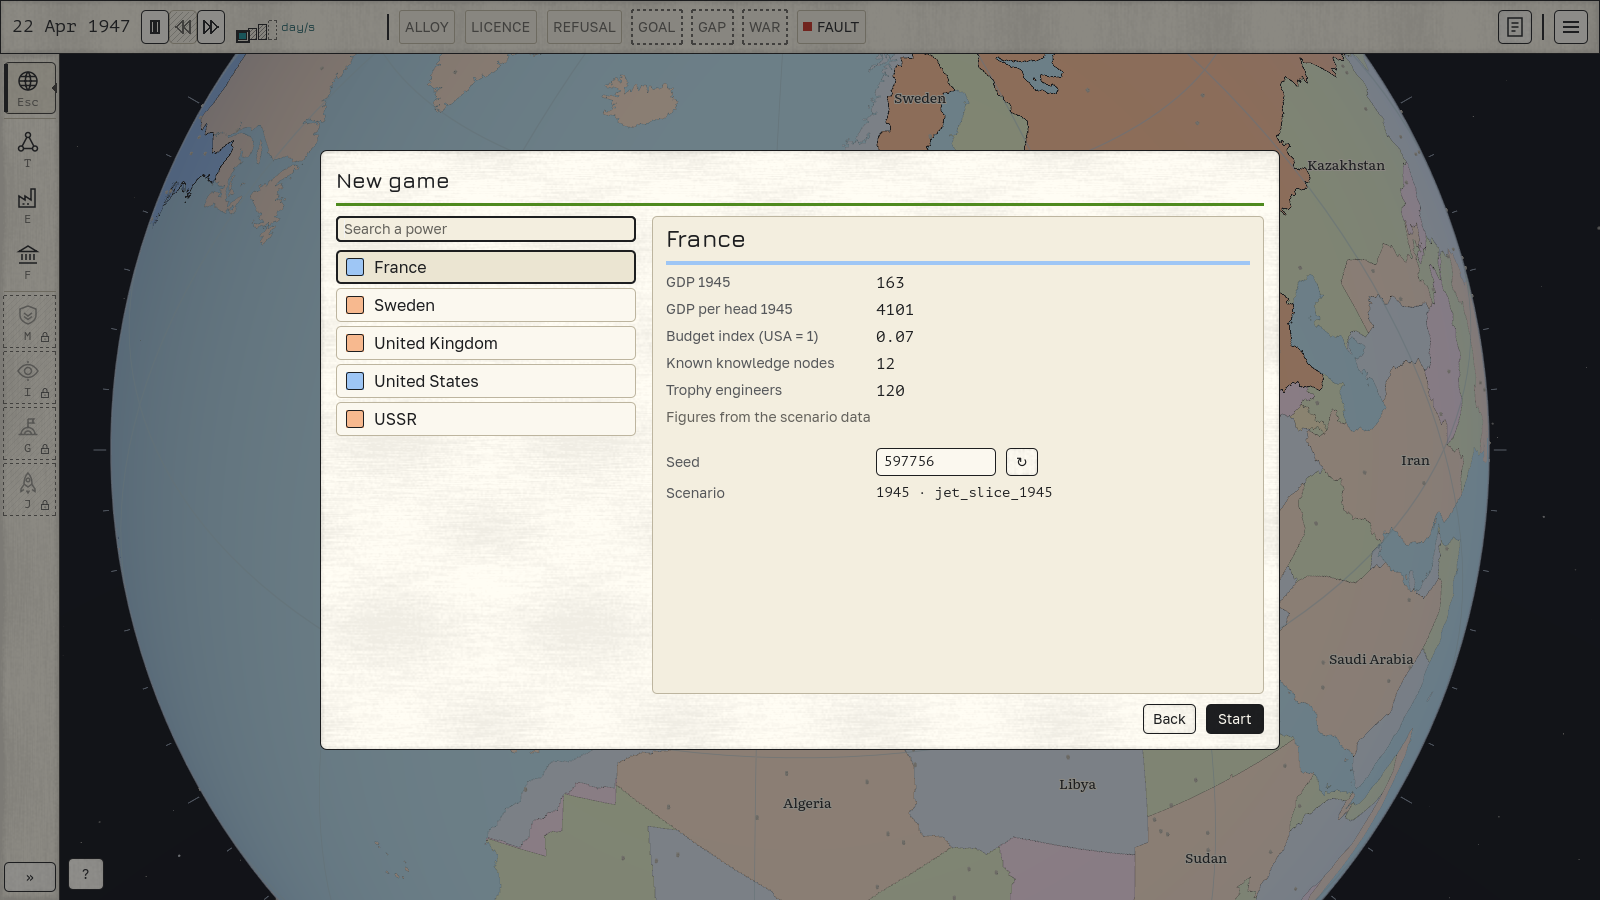 22 Apr 1947
day/s
ALLOY
LICENCE
REFUSAL
GOAL
GAP
WAR
FAULT
Esc
T
E
F
M
I
G
J
»
?
Sweden
Kazakhstan
Iran
Saudi Arabia
Libya
Algeria
Sudan
New game
Search a power
France
Sweden
United Kingdom
United States
USSR
France
GDP 1945 163
GDP per head 1945 4101
Budget index (USA = 1) 0.07
Known knowledge nodes 12
Trophy engineers 120
Figures from the scenario data
Seed 597756 ↻
Scenario 1945 · jet_slice_1945
Back
Start